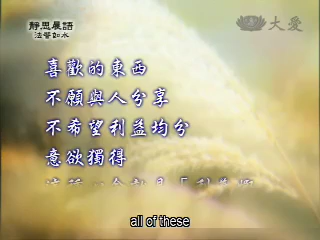 靜思晨語
法譬如水
大愛
喜歡的東西
不願與人分享
不希望利益均分
意欲獨得
all of these